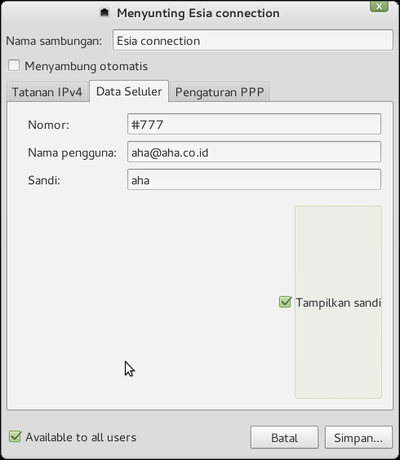 Menyunting Esia connection
Nama sambungan: Esia connection
Menyambung otomatis
Tatanan IPv4 Data Seluler Pengaturan PPP
Nomor: #777
Nama pengguna: aha@aha.co.id
Sandi: aha
Tampilkan sandi
Available to all users Batal Simpan...